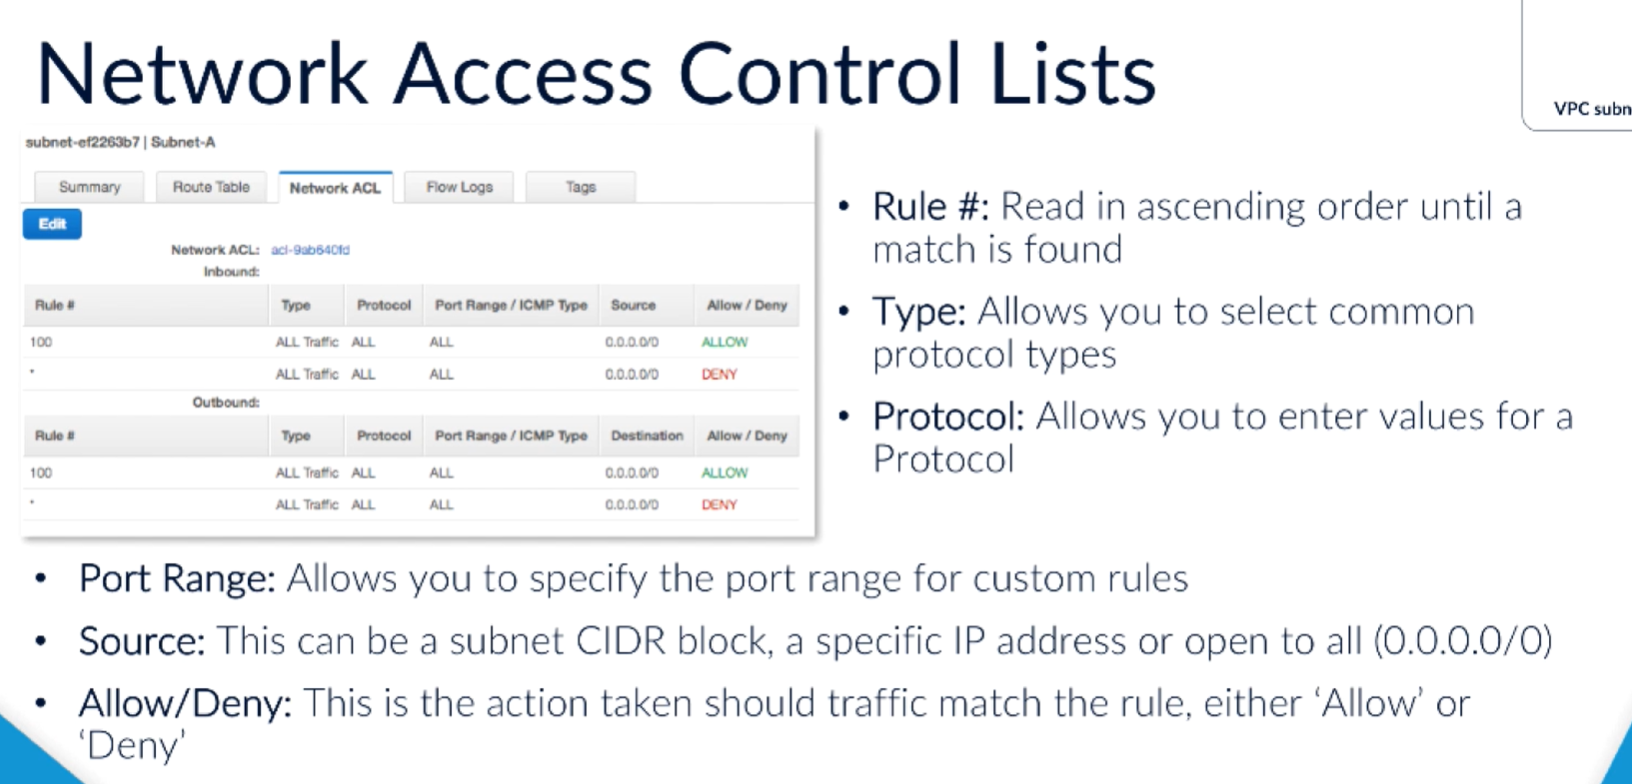 Network Access Control Lists
VPC subn
subnet-ef2263b7 | Subnet-A
Summary Route Table Network ACL Flow Logs Tags
Edit
Network ACL: acl-9ab640fd
Inbound:
Rule # Type Protocol Port Range / ICMP Type Source Allow / Deny
100 ALL Traffic ALL ALL 0.0.0.0/0 ALLOW
* ALL Traffic ALL ALL 0.0.0.0/0 DENY
Outbound:
Rule # Type Protocol Port Range / ICMP Type Destination Allow / Deny
100 ALL Traffic ALL ALL 0.0.0.0/0 ALLOW
* ALL Traffic ALL ALL 0.0.0.0/0 DENY
• Rule #: Read in ascending order until a
match is found
• Type: Allows you to select common
protocol types
• Protocol: Allows you to enter values for a
Protocol
• Port Range: Allows you to specify the port range for custom rules
• Source: This can be a subnet CIDR block, a specific IP address or open to all (0.0.0.0/0)
• Allow/Deny: This is the action taken should traffic match the rule, either ‘Allow’ or
‘Deny’